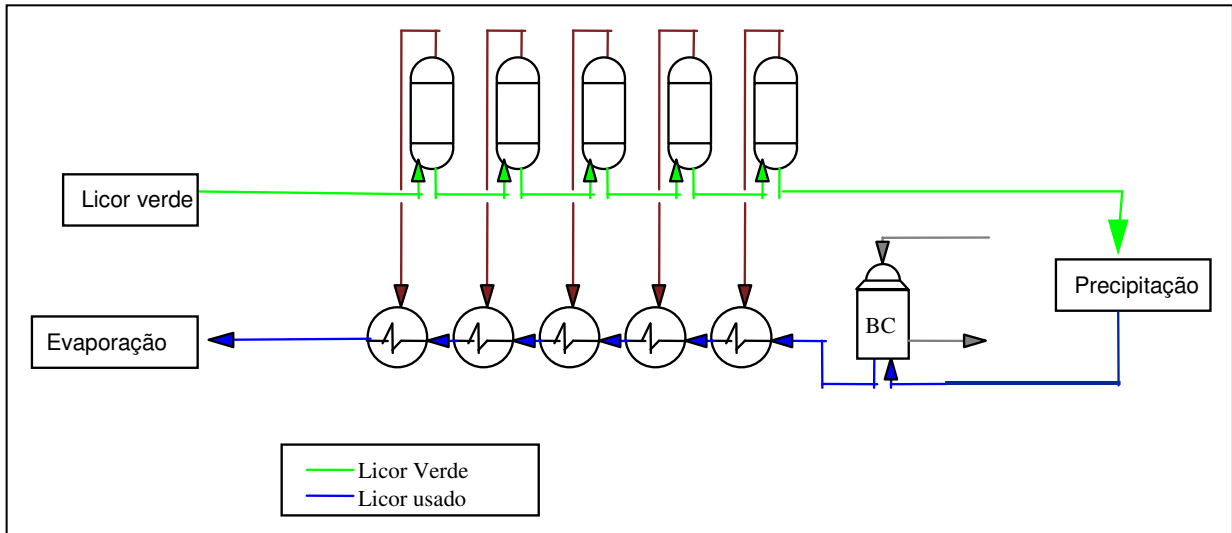 Licor verde
Precipitação
BC
Evaporação
Licor Verde
Licor usado